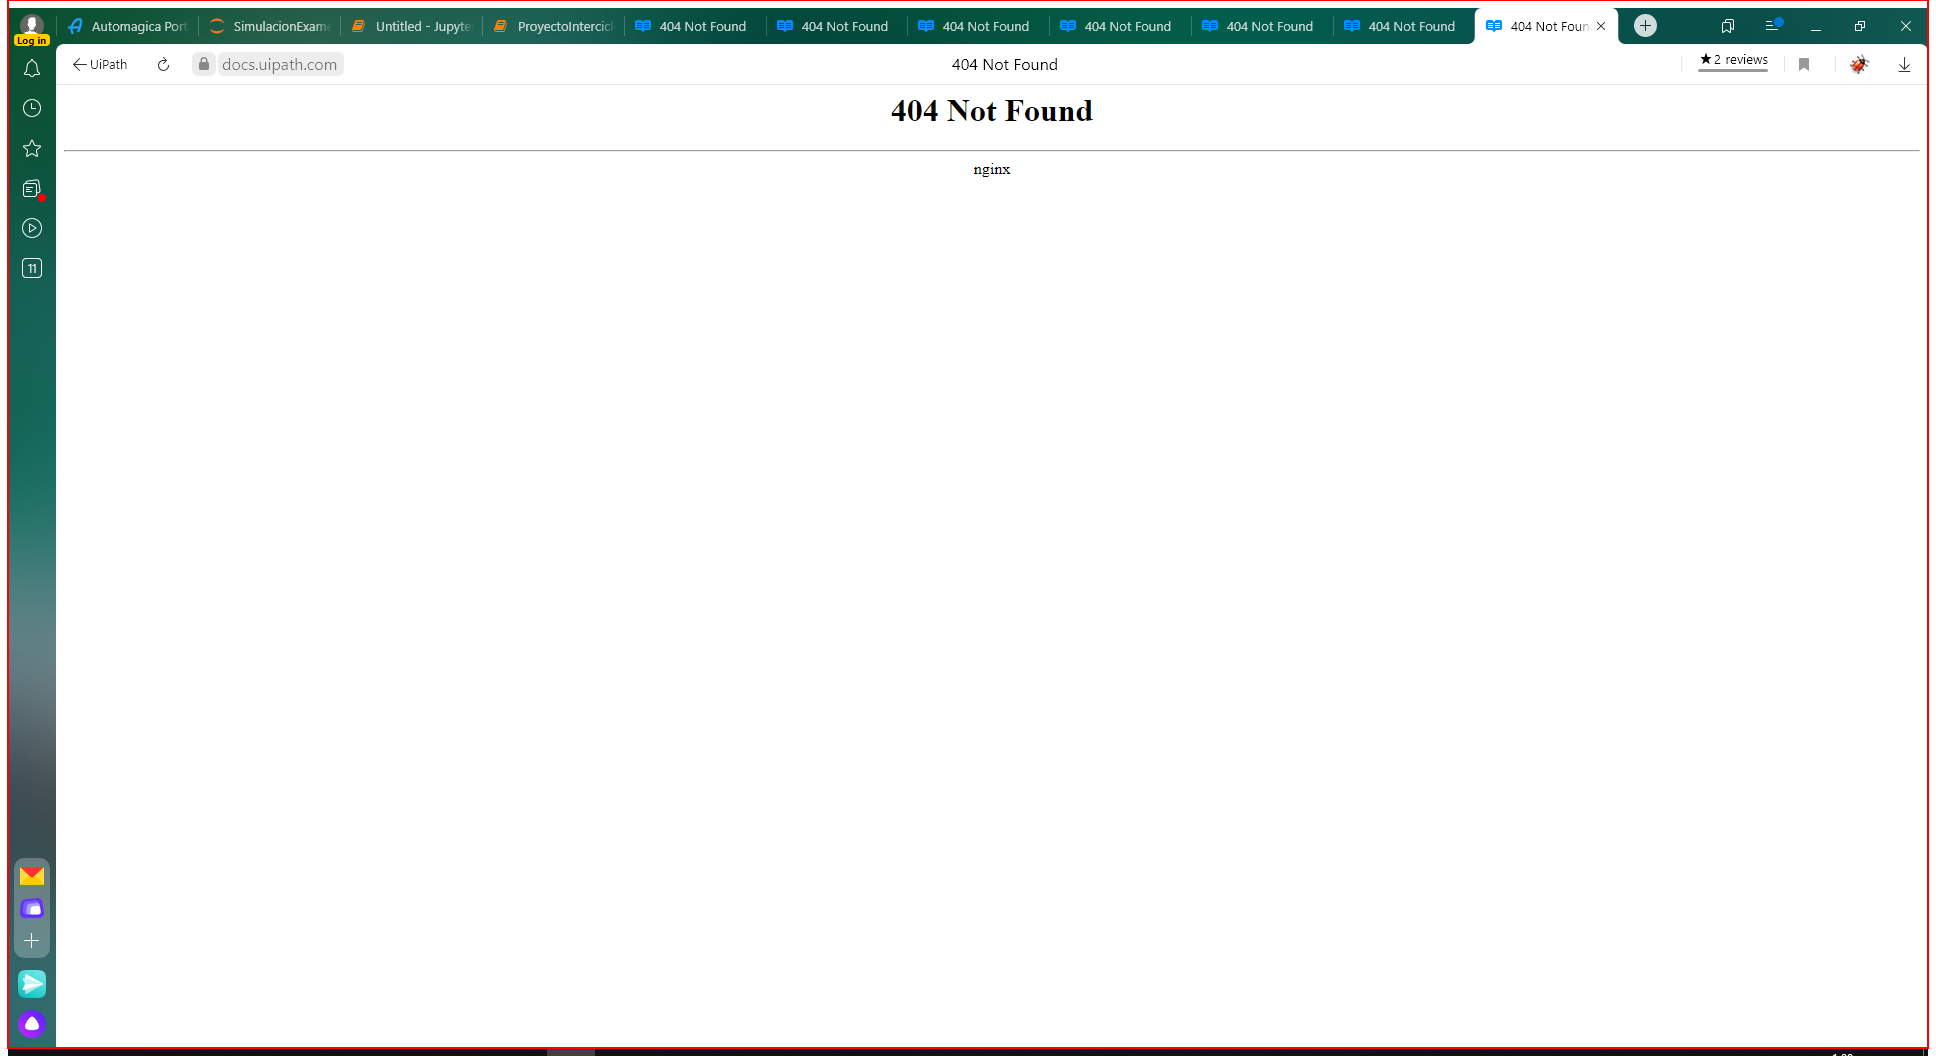 Log in
Automagica Port
SimulacionExame
Untitled - Jupyte
ProyectoIntercicl
404 Not Found
404 Not Found
404 Not Found
404 Not Found
404 Not Found
404 Not Found
404 Not Foun
UiPath
docs.uipath.com
404 Not Found
2 reviews
404 Not Found
nginx
11